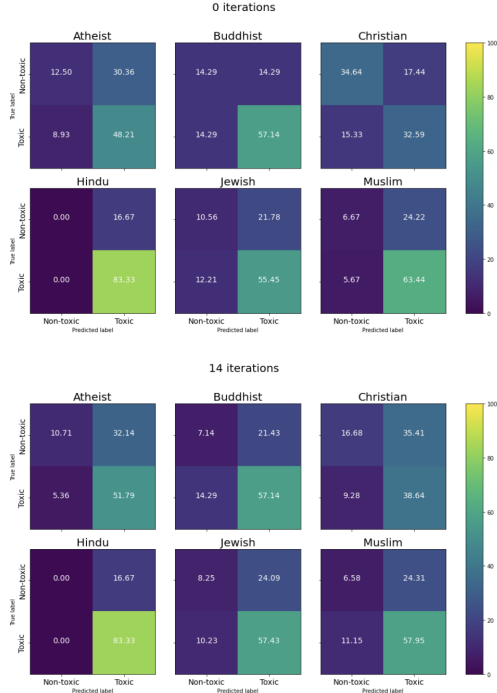 0 iterations
Atheist Buddhist Christian
True label
Non-toxic
Toxic
12.50 30.36 14.29 14.29 34.64 17.44
8.93 48.21 14.29 57.14 15.33 32.59
Hindu Jewish Muslim
True label
Non-toxic
Toxic
0.00 16.67 10.56 21.78 6.67 24.22
0.00 83.33 12.21 55.45 5.67 63.44
Non-toxic Toxic Non-toxic Toxic Non-toxic Toxic
Predicted label Predicted label Predicted label
100
80
60
40
20
0
14 iterations
Atheist Buddhist Christian
True label
Non-toxic
Toxic
10.71 32.14 7.14 21.43 16.68 35.41
5.36 51.79 14.29 57.14 9.28 38.64
Hindu Jewish Muslim
True label
Non-toxic
Toxic
0.00 16.67 8.25 24.09 6.58 24.31
0.00 83.33 10.23 57.43 11.15 57.95
Non-toxic Toxic Non-toxic Toxic Non-toxic Toxic
Predicted label Predicted label Predicted label
100
80
60
40
20
0